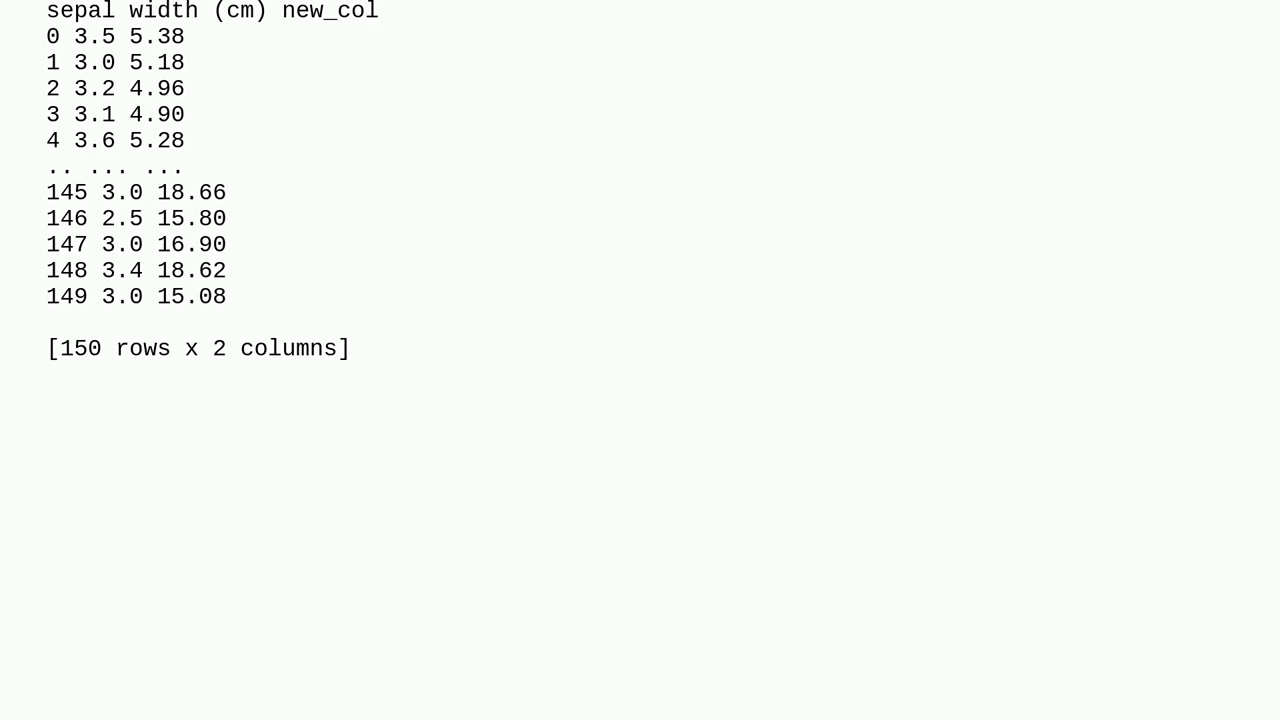 sepal width (cm) new_col
0 3.5 5.38
1 3.0 5.18
2 3.2 4.96
3 3.1 4.90
4 3.6 5.28
.. ... ...
145 3.0 18.66
146 2.5 15.80
147 3.0 16.90
148 3.4 18.62
149 3.0 15.08

[150 rows x 2 columns]